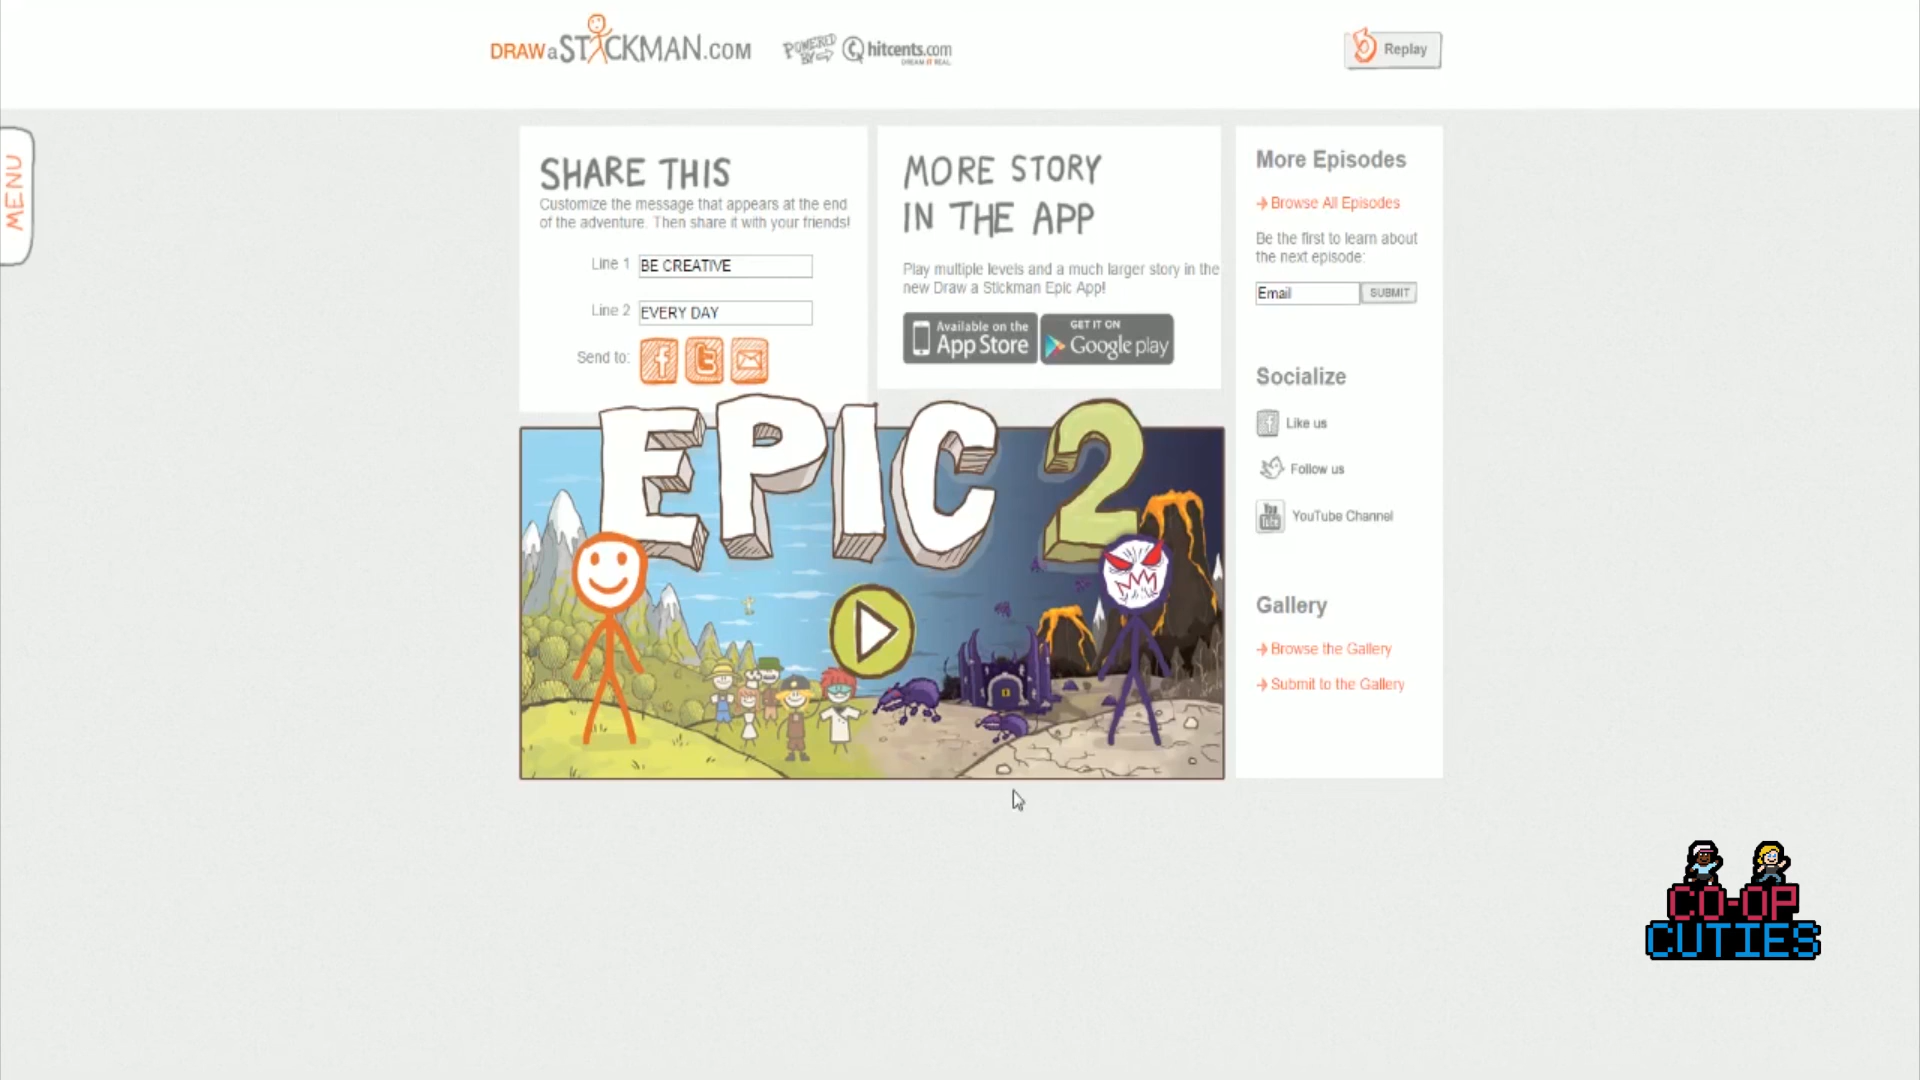 DRAW a STICKMAN.COM
POWERED BY hitcents.com
DREAM IT REAL
Replay
MENU
SHARE THIS
Customize the message that appears at the end
of the adventure. Then share it with your friends!
Line 1 BE CREATIVE
Line 2 EVERY DAY
Send to:
MORE STORY
IN THE APP
Play multiple levels and a much larger story in the
new Draw a Stickman Epic App!
Available on the
App Store
GET IT ON
Google play
More Episodes
Browse All Episodes
Be the first to learn about
the next episode:
Email SUBMIT
Socialize
Like us
Follow us
You Tube YouTube Channel
Gallery
Browse the Gallery
Submit to the Gallery
EPIC 2
CO-OP
CUTIES